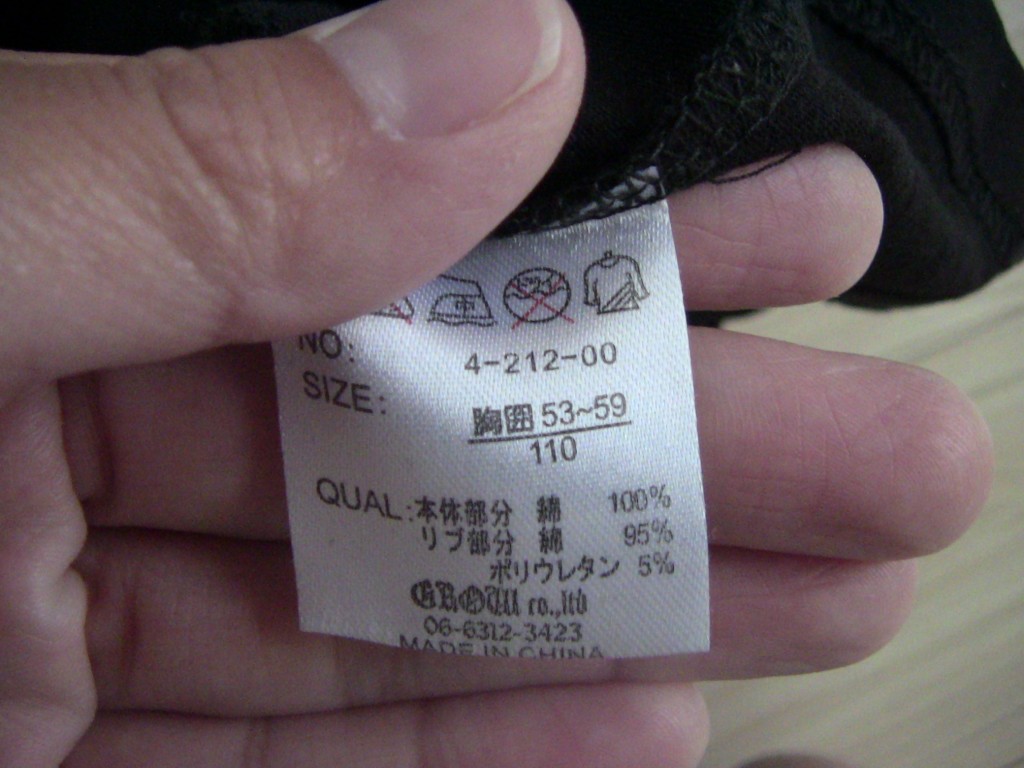 中
NO: 4-212-00
SIZE: 胸囲 53~59
110
QUAL:本体部分 綿 100%
リブ部分 綿 95%
ポリウレタン 5%
GROW co.,ltd
06-6312-3423
MADE IN CHINA